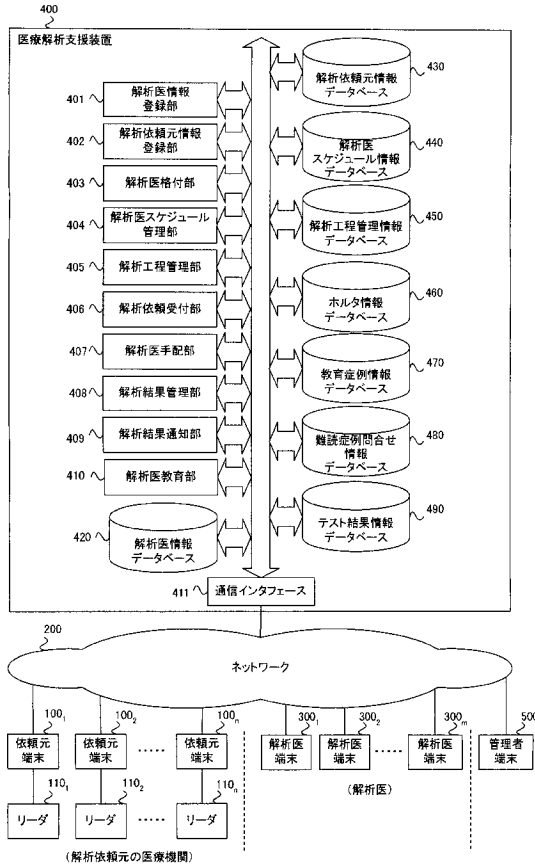 400
医療解析支援装置
401
解析医情報
登録部
402
解析依頼元情報
登録部
403
解析医格付部
404
解析医スケジュール
管理部
405
解析工程管理部
406
解析依頼受付部
407
解析医手配部
408
解析結果管理部
409
解析結果通知部
410
解析医教育部
420
解析医情報
データベース
430
解析依頼元情報
データベース
440
解析医
スケジュール情報
データベース
450
解析工程管理情報
データベース
460
ホルタ情報
データベース
470
教育症例情報
データベース
480
難読症例問合せ
情報
データベース
490
テスト結果情報
データベース
411
通信インタフェース
200
ネットワーク
100₁
依頼元
端末
100₂
依頼元
端末
‥‥‥
100ₙ
依頼元
端末
300₁
解析医
端末
300₂
解析医
端末
‥‥‥
300ₘ
解析医
端末
500
管理者
端末
110₁
リーダ
110₂
リーダ
‥‥‥
110ₙ
リーダ
(解析医)
(解析依頼元の医療機関)